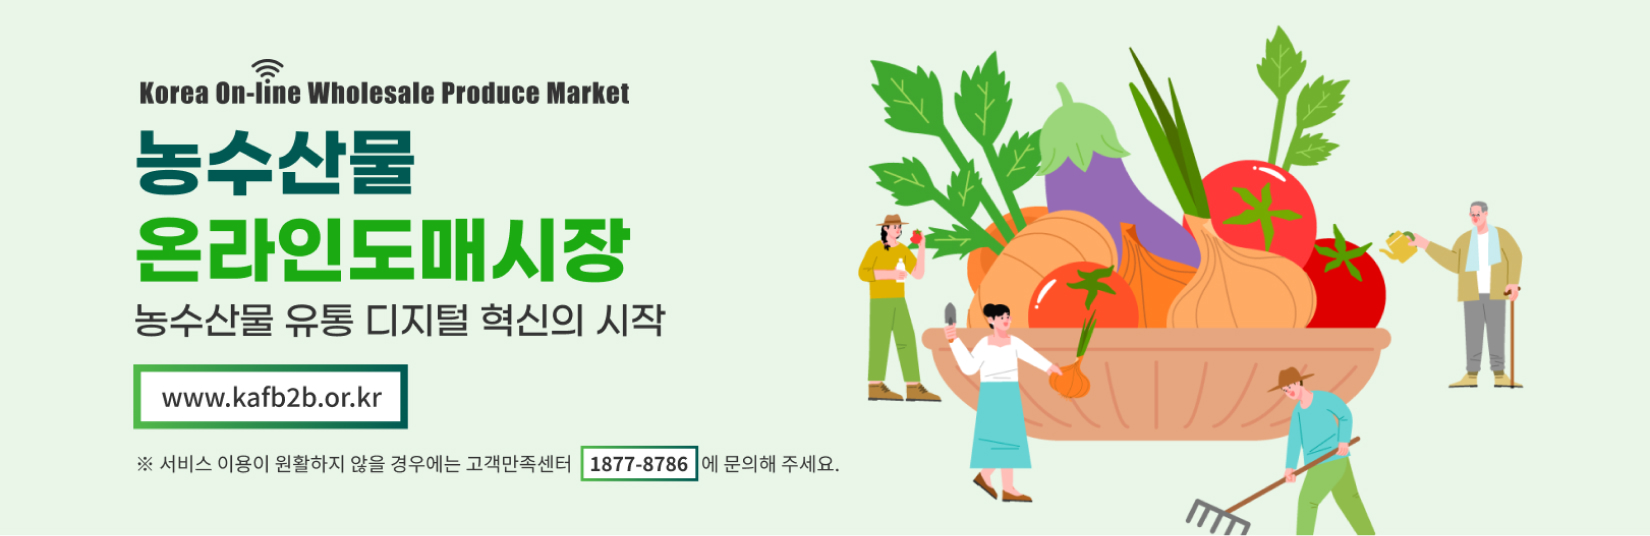 Korea On-line Wholesale Produce Market
농수산물
온라인도매시장
농수산물 유통 디지털 혁신의 시작
www.kafb2b.or.kr
※ 서비스 이용이 원활하지 않을 경우에는 고객만족센터 1877-8786 에 문의해 주세요.